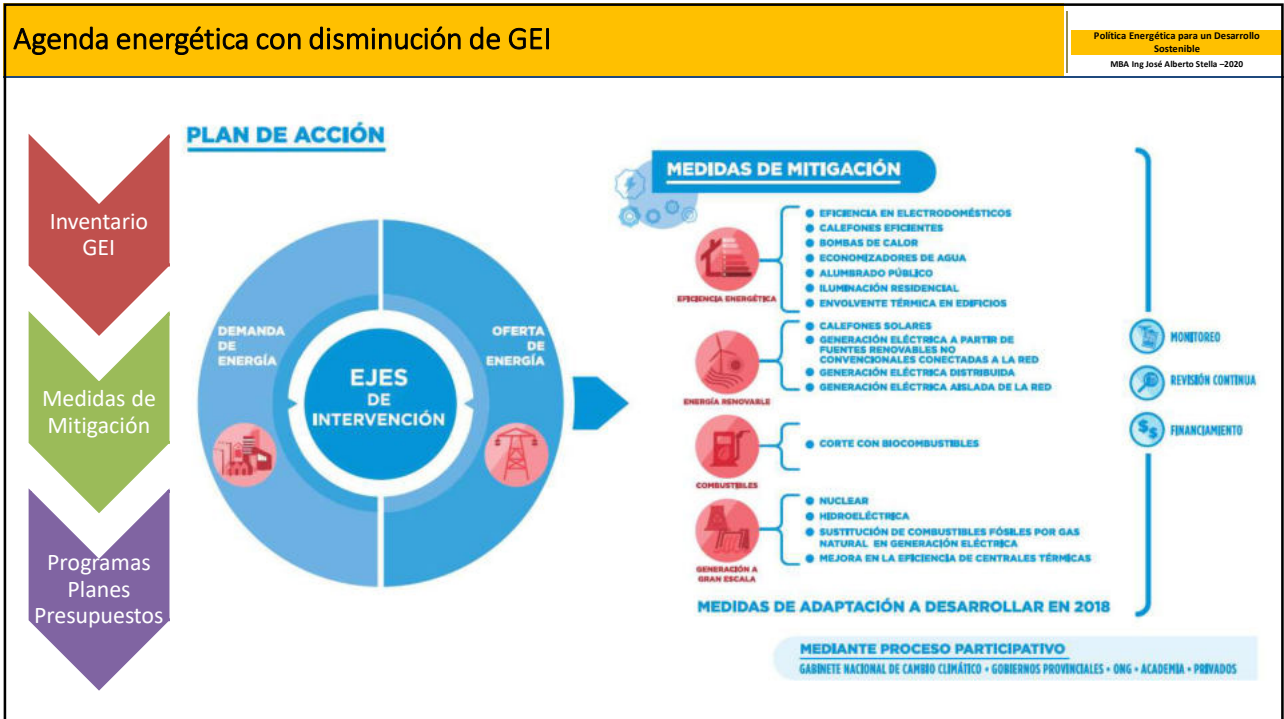 Agenda energética con disminución de GEI
Política Energética para un Desarrollo
Sostenible
MBA Ing José Alberto Stella –2020
Inventario
GEI
Medidas de
Mitigación
Programas
Planes
Presupuestos
PLAN DE ACCIÓN
DEMANDA
DE
ENERGÍA
EJES
DE
INTERVENCIÓN
OFERTA
DE
ENERGÍA
MEDIDAS DE MITIGACIÓN
EFICIENCIA ENERGÉTICA
EFICIENCIA EN ELECTRODOMÉSTICOS
CALEFONES EFICIENTES
BOMBAS DE CALOR
ECONOMIZADORES DE AGUA
ALUMBRADO PÚBLICO
ILUMINACIÓN RESIDENCIAL
ENVOLVENTE TÉRMICA EN EDIFICIOS
ENERGÍA RENOVABLE
CALEFONES SOLARES
GENERACIÓN ELÉCTRICA A PARTIR DE
FUENTES RENOVABLES NO
CONVENCIONALES CONECTADAS A LA RED
GENERACIÓN ELÉCTRICA DISTRIBUIDA
GENERACIÓN ELÉCTRICA AISLADA DE LA RED
COMBUSTIBLES
CORTE CON BIOCOMBUSTIBLES
GENERACIÓN A
GRAN ESCALA
NUCLEAR
HIDROELÉCTRICA
SUSTITUCIÓN DE COMBUSTIBLES FÓSILES POR GAS
NATURAL EN GENERACIÓN ELÉCTRICA
MEJORA EN LA EFICIENCIA DE CENTRALES TÉRMICAS
MEDIDAS DE ADAPTACIÓN A DESARROLLAR EN 2018
MONITOREO
REVISIÓN CONTINUA
$ $ FINANCIAMIENTO
MEDIANTE PROCESO PARTICIPATIVO
GABINETE NACIONAL DE CAMBIO CLIMÁTICO • GOBIERNOS PROVINCIALES • ONG • ACADEMIA • PRIVADOS